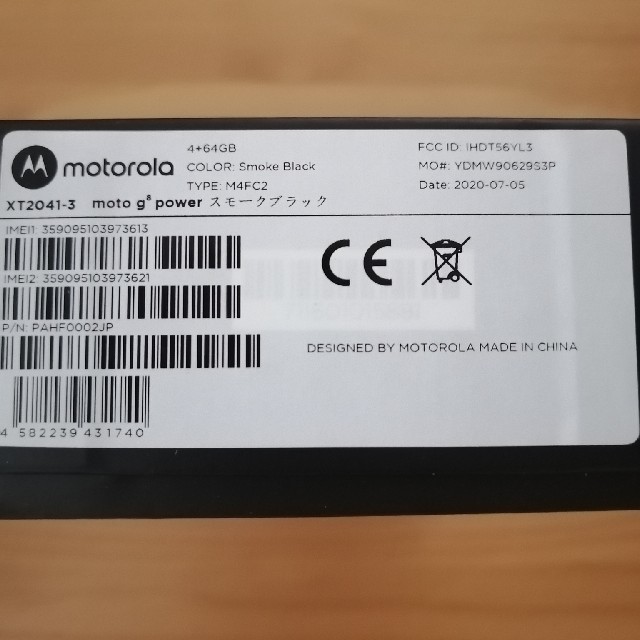 motorola
4+64GB
COLOR: Smoke Black
TYPE: M4FC2
FCC ID: IHDT56YL3
MO#: YDMW90629S3P
Date: 2020-07-05
XT2041-3 moto g⁸ power スモークブラック
IMEI1: 359095103973613
IMEI2: 359095103973621
P/N: PAHF0002JP
DESIGNED BY MOTOROLA MADE IN CHINA
4 582239 431740